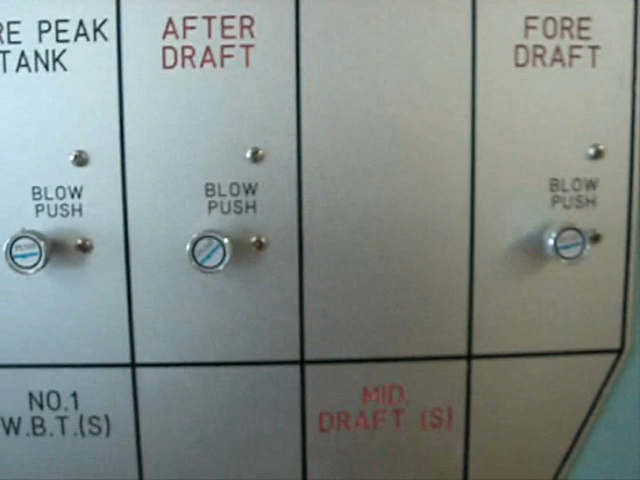 RE PEAK
TANK
AFTER
DRAFT
FORE
DRAFT
BLOW
PUSH
BLOW
PUSH
BLOW
PUSH
NO.1
W.B.T.(S)
MID.
DRAFT (S)